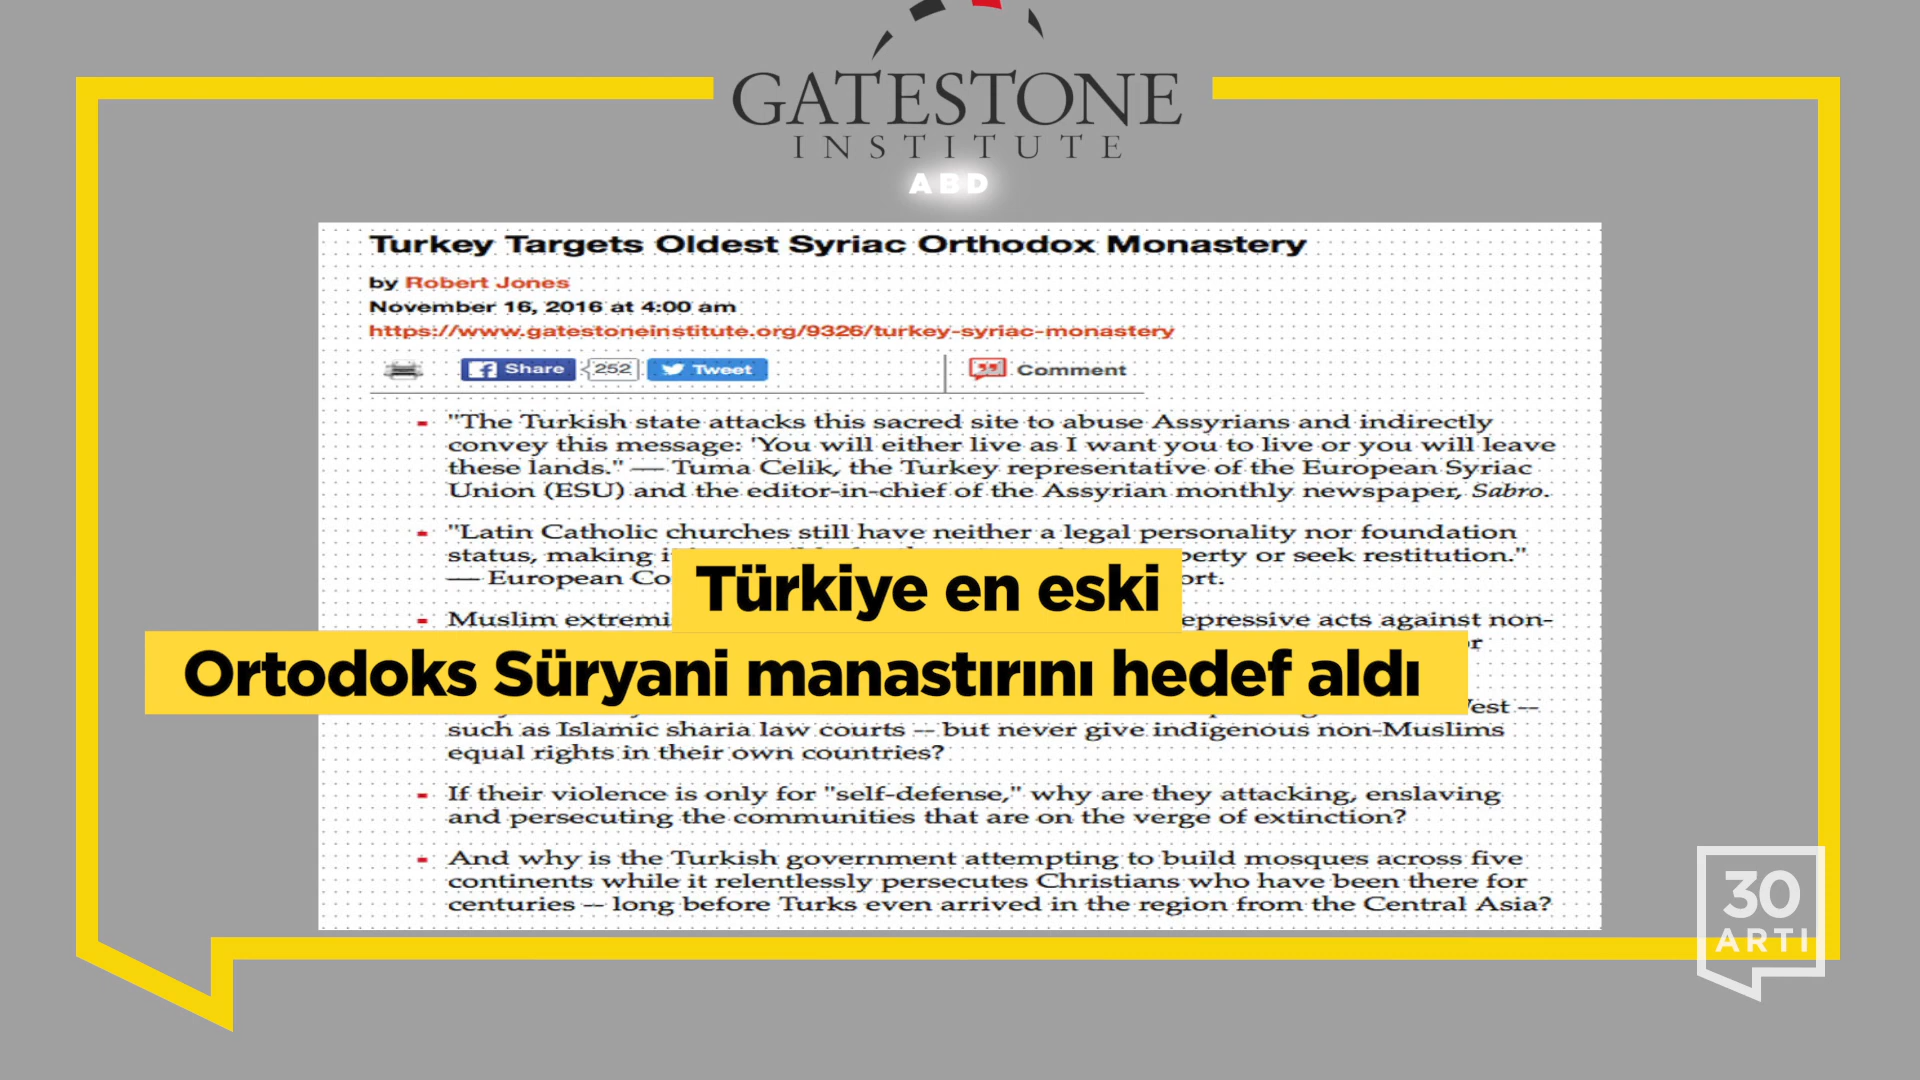 GATESTONE
INSTITUTE
ABD
Turkey Targets Oldest Syriac Orthodox Monastery
by Robert Jones
November 16, 2016 at 4:00 am
https://www.gatestoneinstitute.org/9326/turkey-syriac-monastery
Share 252 Tweet Comment
"The Turkish state attacks this sacred site to abuse Assyrians and indirectly
convey this message: 'You will either live as I want you to live or you will leave
these lands." — Tuma Celik, the Turkey representative of the European Syriac
Union (ESU) and the editor-in-chief of the Assyrian monthly newspaper, Sabro.
"Latin Catholic churches still have neither a legal personality nor foundation
status, making or seek restitution."
— European
Muslim acts against non-
Türkiye en eski
Ortodoks Süryani manastırını hedef aldı
such as Islamic sharia law courts -- but never give indigenous non-Muslims
equal rights in their own countries?
If their violence is only for "self-defense," why are they attacking, enslaving
and persecuting the communities that are on the verge of extinction?
And why is the Turkish government attempting to build mosques across five
continents while it relentlessly persecutes Christians who have been there for
centuries -- long before Turks even arrived in the region from the Central Asia?
30
ARTI